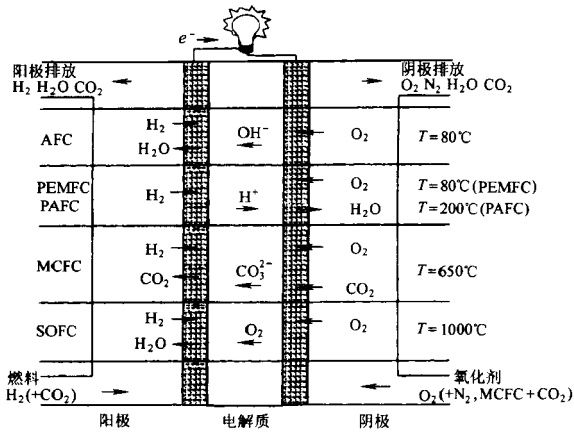 e⁻
阳极排放
H₂ H₂O CO₂
阴极排放
O₂ N₂ H₂O CO₂
AFC
H₂
H₂O
OH⁻
O₂
T=80℃
PEMFC
PAFC
H₂
H⁺
O₂
H₂O
T=80℃(PEMFC)
T=200℃(PAFC)
MCFC
H₂
CO₂
CO₃²⁻
O₂
CO₂
T=650℃
SOFC
H₂
H₂O
O₂
O₂
T=1000℃
燃料
H₂(+CO₂)
氧化剂
O₂(+N₂,MCFC+CO₂)
阳极
电解质
阴极